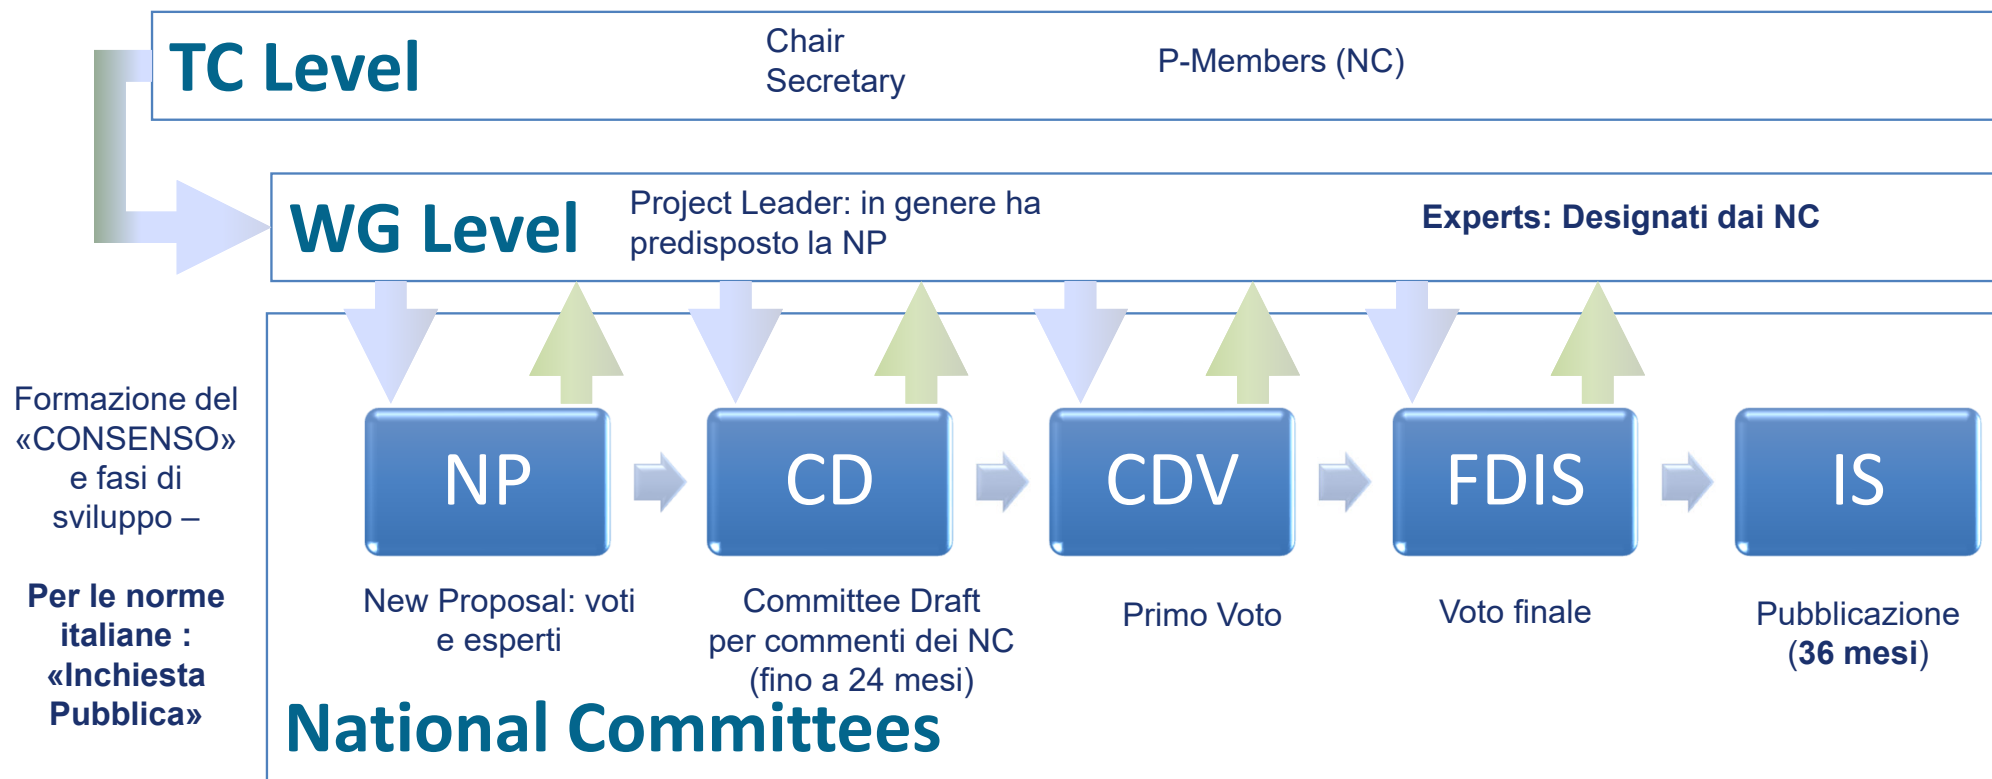 TC Level
Chair
Secretary
P-Members (NC)
WG Level
Project Leader: in genere ha
predisposto la NP
Experts: Designati dai NC
Formazione del
«CONSENSO»
e fasi di
sviluppo –
Per le norme
italiane :
«Inchiesta
Pubblica»
NP
CD
CDV
FDIS
IS
New Proposal: voti
e esperti
Committee Draft
per commenti dei NC
(fino a 24 mesi)
Primo Voto
Voto finale
Pubblicazione
(36 mesi)
National Committees